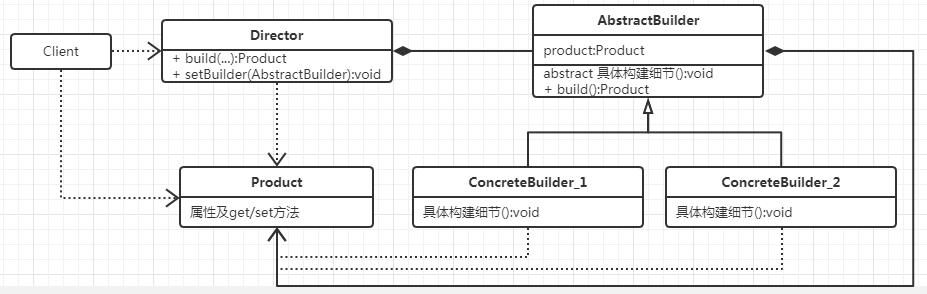 Client
Director
+ build(...):Product
+ setBuilder(AbstractBuilder):void
AbstractBuilder
product:Product
abstract 具体构建细节():void
+ build():Product
Product
属性及get/set方法
ConcreteBuilder_1
具体构建细节():void
ConcreteBuilder_2
具体构建细节():void